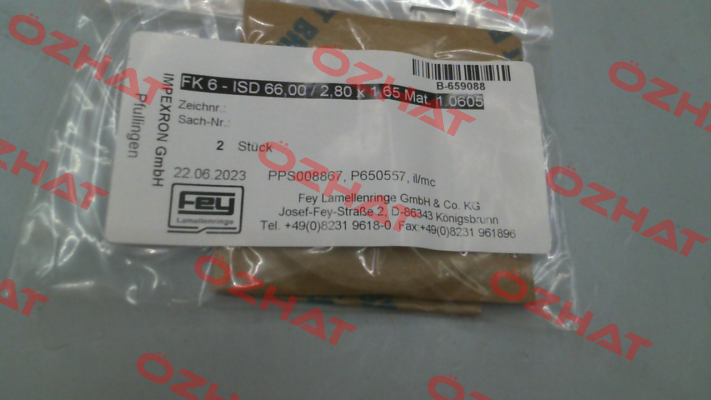 B-659088
FK 6 - ISD 66,00 / 2,80 x 1,65 Mat. 1.0605
Zeichnr.:
Sach-Nr.:
2 Stück
22.06.2023 PPS008867, P650557, il/mc
Fey Lamellenringe GmbH & Co. KG
Josef-Fey-Straße 2, D-86343 Königsbrunn
Tel. +49(0)8231 9618-0 Fax:+49(0)8231 961896
Fey
Lamellenringe
IMPEXRON GmbH
Pfullingen
ÖZHAT
ÖZHAT
ÖZHAT
ÖZHAT
ÖZHAT
ÖZHAT
ÖZHAT
ÖZHAT
ÖZHAT